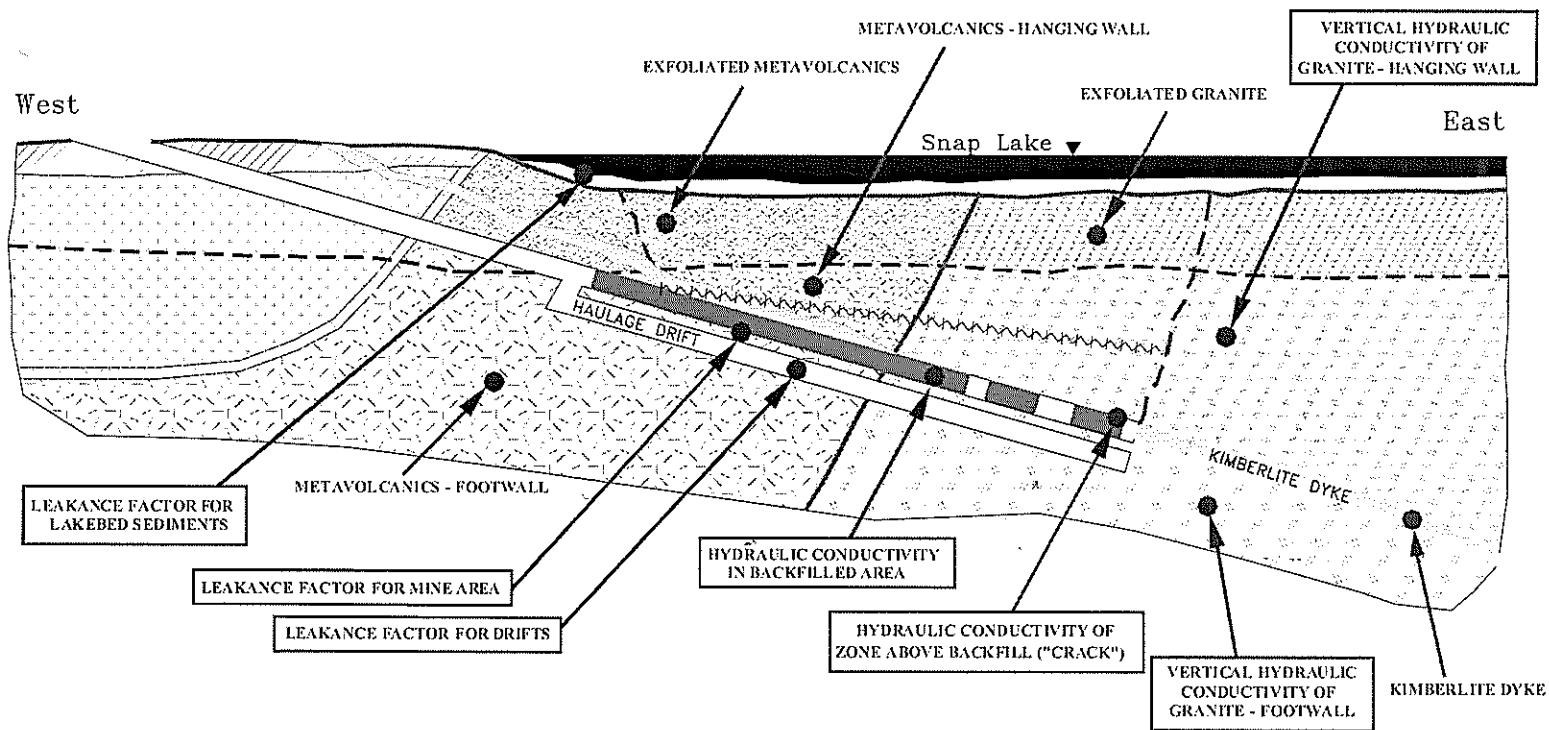 METAVOLCANICS - HANGING WALL
VERTICAL HYDRAULIC
CONDUCTIVITY OF
GRANITE - HANGING WALL
EXFOLIATED METAVOLCANICS
EXFOLIATED GRANITE
West
East
Snap Lake
HAULAGE DRIFT
KIMBERLITE DYKE
METAVOLCANICS - FOOTWALL
LEAKANCE FACTOR FOR
LAKEBED SEDIMENTS
HYDRAULIC CONDUCTIVITY
IN BACKFILLED AREA
LEAKANCE FACTOR FOR MINE AREA
LEAKANCE FACTOR FOR DRIFTS
HYDRAULIC CONDUCTIVITY OF
ZONE ABOVE BACKFILL ("CRACK")
VERTICAL HYDRAULIC
CONDUCTIVITY OF
GRANITE - FOOTWALL
KIMBERLITE DYKE